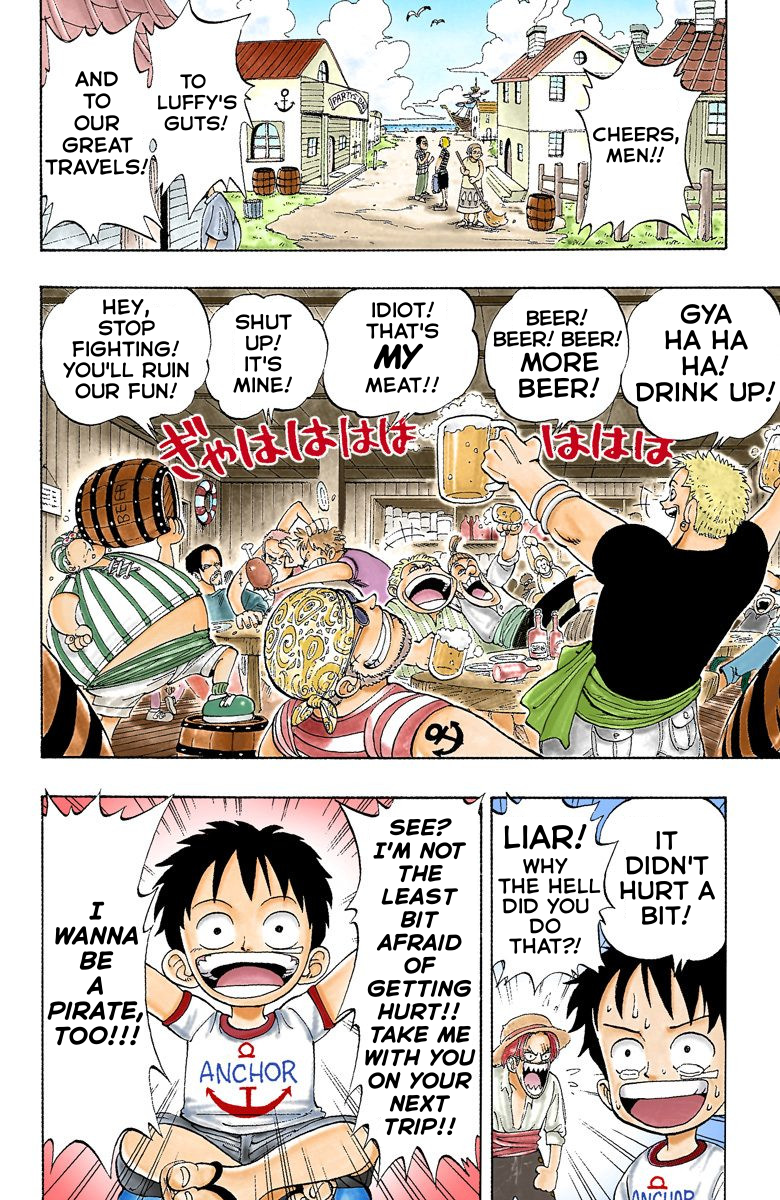 CHEERS,
MEN!!
TO
LUFFY'S
GUTS!
AND
TO
OUR
GREAT
TRAVELS!
PARTYS BAR
GYA
HA HA
HA!
DRINK UP!
BEER!
BEER! BEER!
MORE
BEER!
IDIOT!
THAT'S
MY
MEAT!!
SHUT
UP!
IT'S
MINE!
HEY,
STOP
FIGHTING!
YOU'LL RUIN
OUR FUN!
ぎゃはははは
ははは
BEER
IT
DIDN'T
HURT A
BIT!
LIAR!
WHY
THE HELL
DID YOU
DO
THAT?!
ANCHOR
SEE?
I'M NOT
THE
LEAST
BIT
AFRAID
OF
GETTING
HURT!!
TAKE ME
WITH YOU
ON YOUR
NEXT
TRIP!!
I
WANNA
BE
A
PIRATE,
TOO!!!
ANCHOR